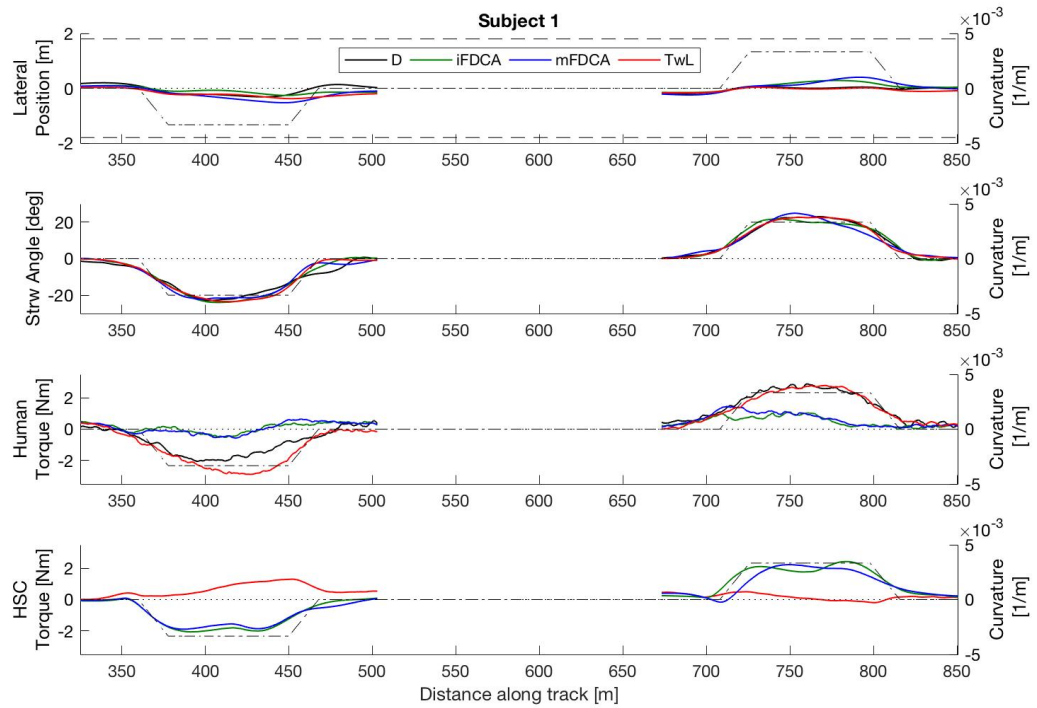 Subject 1
×10⁻³
2
0
-2
Lateral
Position [m]
D iFDCA mFDCA TwL
5
0
-5
Curvature
[1/m]
350 400 450 500 550 600 650 700 750 800 850
×10⁻³
20
0
-20
Strw Angle [deg]
5
0
-5
Curvature
[1/m]
350 400 450 500 550 600 650 700 750 800 850
×10⁻³
2
0
-2
Human
Torque [Nm]
5
0
-5
Curvature
[1/m]
350 400 450 500 550 600 650 700 750 800 850
×10⁻³
2
0
-2
HSC
Torque [Nm]
5
0
-5
Curvature
[1/m]
350 400 450 500 550 600 650 700 750 800 850
Distance along track [m]